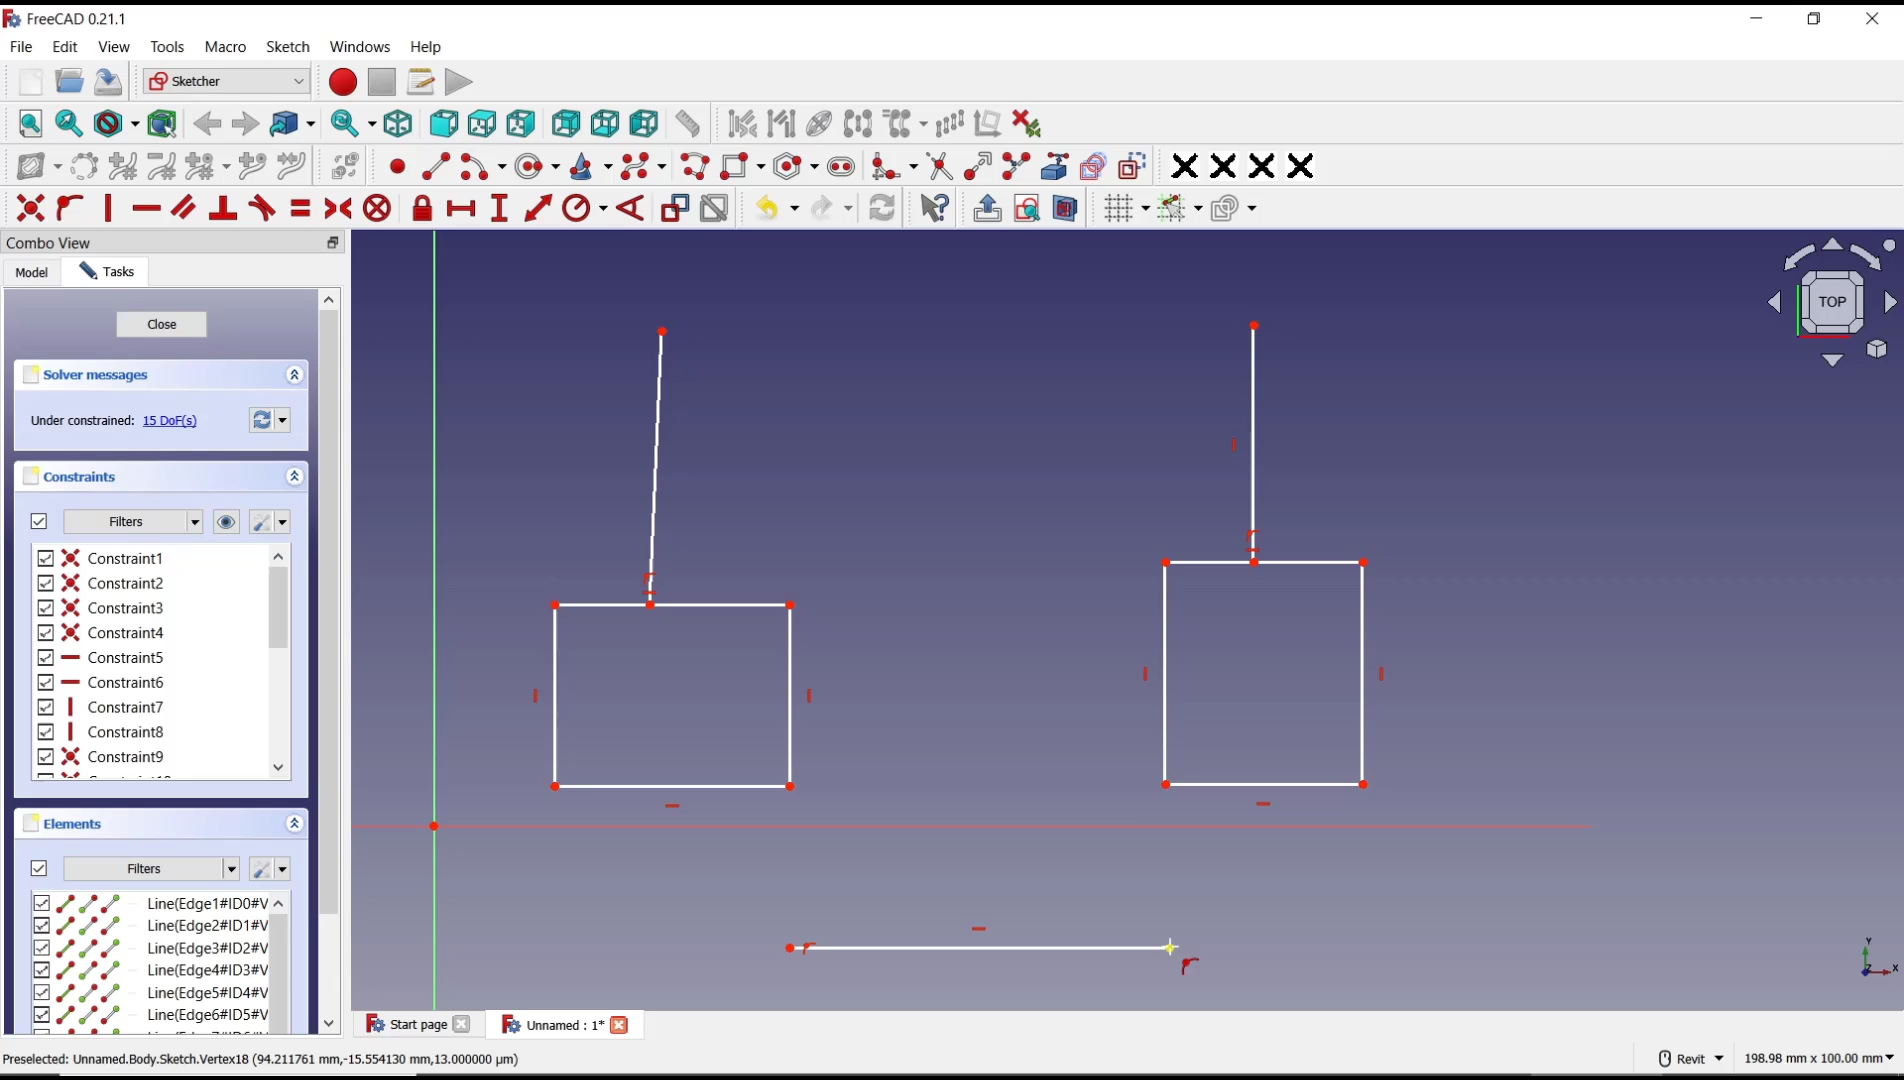 FreeCAD 0.21.1
File Edit View Tools Macro Sketch Windows Help
Sketcher
Combo View
Model Tasks
Close
Solver messages
Under constrained: 15 DoF(s)
Constraints
Filters
Constraint1
Constraint2
Constraint3
Constraint4
Constraint5
Constraint6
Constraint7
Constraint8
Constraint9
Elements
Filters
Line(Edge1#ID0#V
Line(Edge2#ID1#V
Line(Edge3#ID2#V
Line(Edge4#ID3#V
Line(Edge5#ID4#V
Line(Edge6#ID5#V
TOP
Y
Z X
Start page Unnamed : 1*
Preselected: Unnamed.Body.Sketch.Vertex18 (94.211761 mm,-15.554130 mm,13.000000 µm) Revit 198.98 mm x 100.00 mm